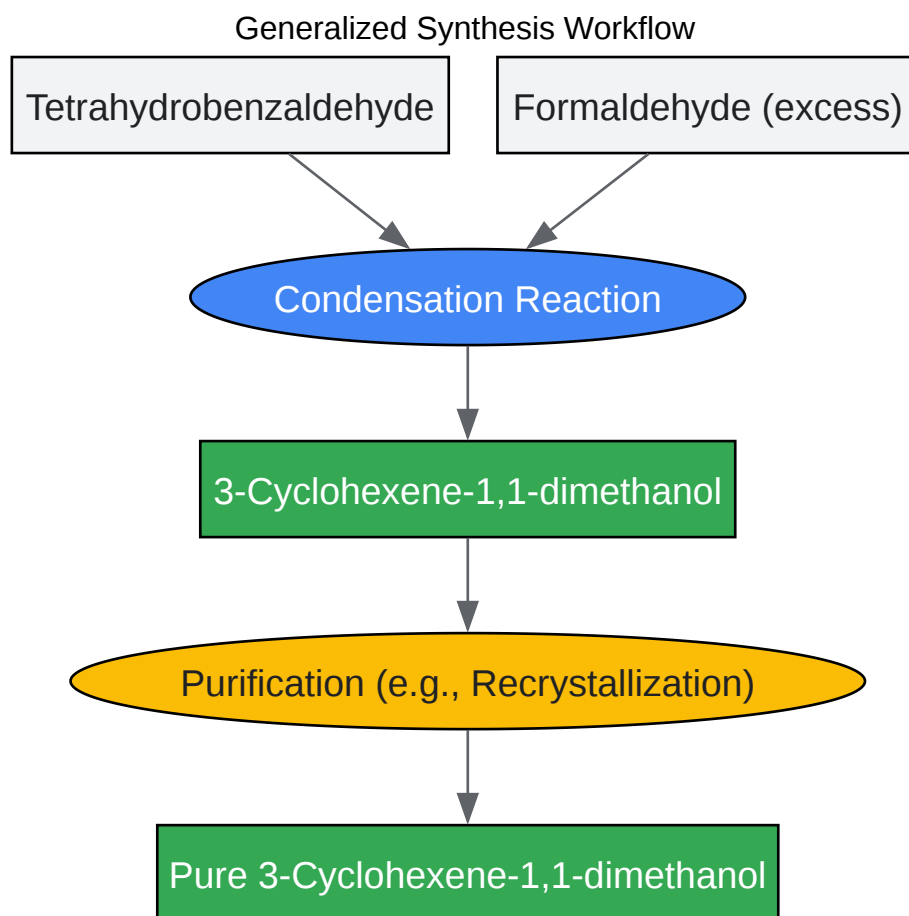 Generalized Synthesis Workflow
Tetrahydrobenzaldehyde
Formaldehyde (excess)
Condensation Reaction
3-Cyclohexene-1,1-dimethanol
Purification (e.g., Recrystallization)
Pure 3-Cyclohexene-1,1-dimethanol